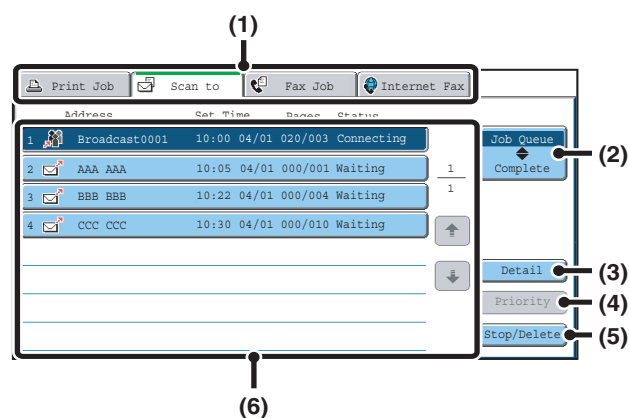 (1)
Print Job Scan to Fax Job Internet Fax
Address Set Time Pages Status
1 Broadcast0001 10:00 04/01 020/003 Connecting
2 AAA AAA 10:05 04/01 000/001 Waiting
3 BBB BBB 10:22 04/01 000/004 Waiting
4 CCC CCC 10:30 04/01 000/010 Waiting
1
1
Job Queue
Complete
(2)
Detail
(3)
Priority
(4)
Stop/Delete
(5)
(6)